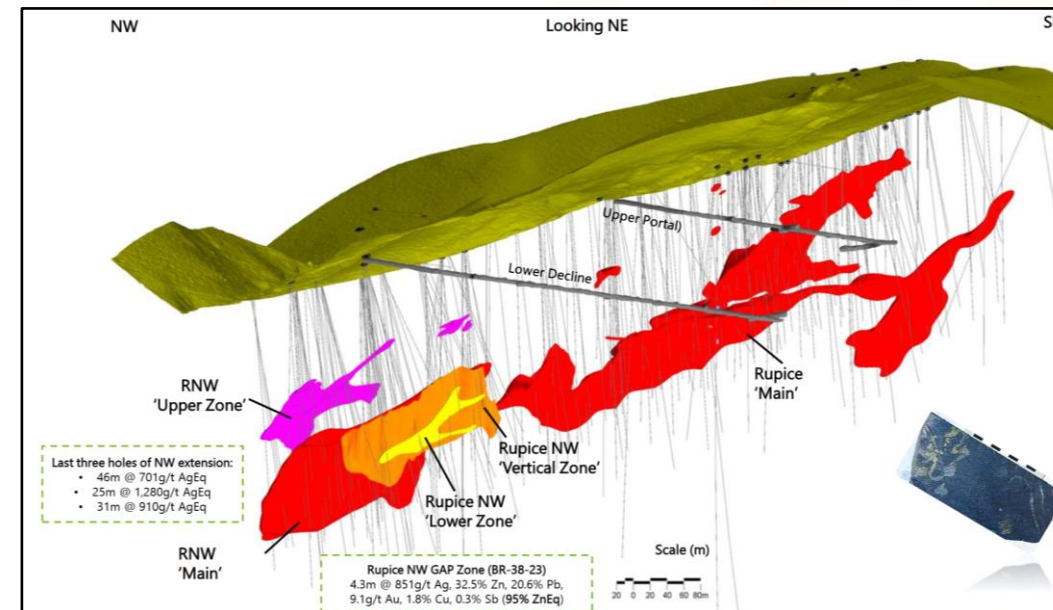 NW
Looking NE
Upper Portal)
Lower Decline
RNW
'Upper Zone'
Rupice
'Main'
Rupice NW
'Vertical Zone'
Last three holes of NW extension:
• 46m @ 701g/t AgEq
• 25m @ 1,280g/t AgEq
• 31m @ 910g/t AgEq
Rupice NW
'Lower Zone'
RNW
'Main'
Scale (m)
20 0 20 40 60 80m
Rupice NW GAP Zone (BR-38-23)
4.3m @ 851g/t Ag, 32.5% Zn, 20.6% Pb,
9.1g/t Au, 1.8% Cu, 0.3% Sb (95% ZnEq)